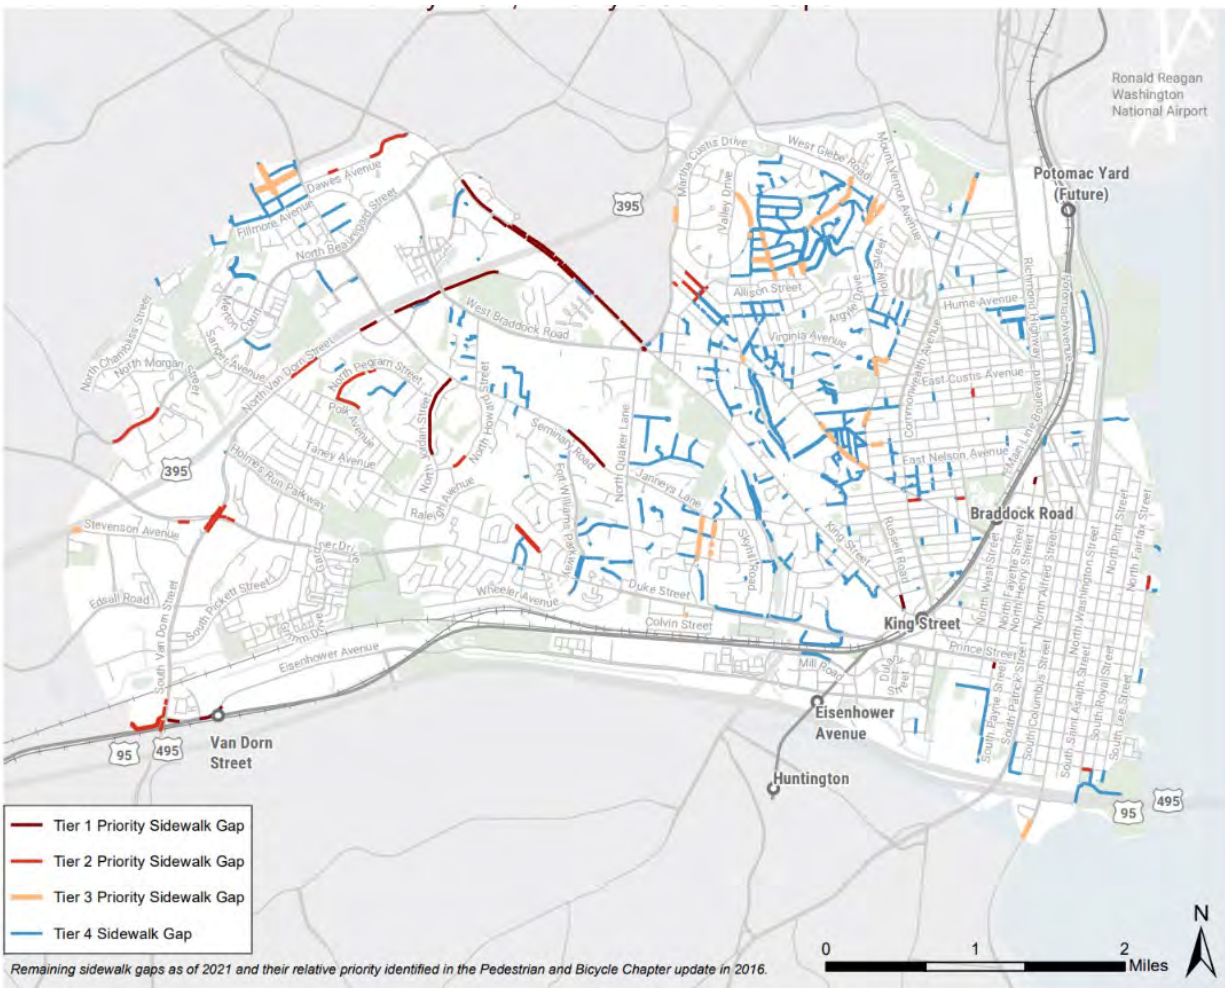 Ronald Reagan
Washington
National Airport
Potomac Yard
(Future)
395
Martha Custis Drive
West Glebe Road
Mount Vernon Avenue
Valley Drive
Dawes Avenue
Fillmore Avenue
North Beauregard Street
Allison Street
Holly Street
Argyle Drive
Hume Avenue
Richmond Highway
Potomac Avenue
Virginia Avenue
West Braddock Road
North Chambliss Street
North Morgan Street
Sanger Avenue
North Van Dorn Street
North Pegram Street
Polk Avenue
North Jordan Street
North Howard Street
Seminary Road
North Quaker Lane
Commonwealth Avenue
East Custis Avenue
Main Line Boulevard
East Nelson Avenue
395
Holmes Run Parkway
Taney Avenue
Raleigh Avenue
Fort Williams Parkway
Janneys Lane
King Street
Russell Road
Braddock Road
Stevenson Avenue
Edsall Road
South Van Dorn Street
South Pickett Street
Wheeler Avenue
Duke Street
Skyhill Road
Colvin Street
Eisenhower Avenue
King Street
Mill Road
Prince Street
North West Street
North Fayette Street
North Henry Street
North Alfred Street
North Washington Street
North Pitt Street
North Fairfax Street
South Payne Street
South Patrick Street
South Columbus Street
South Saint Asaph Street
South Royal Street
South Lee Street
Eisenhower
Avenue
Huntington
Van Dorn
Street
95
495
95
495
Tier 1 Priority Sidewalk Gap
Tier 2 Priority Sidewalk Gap
Tier 3 Priority Sidewalk Gap
Tier 4 Sidewalk Gap
Remaining sidewalk gaps as of 2021 and their relative priority identified in the Pedestrian and Bicycle Chapter update in 2016.
0 1 2
Miles
N